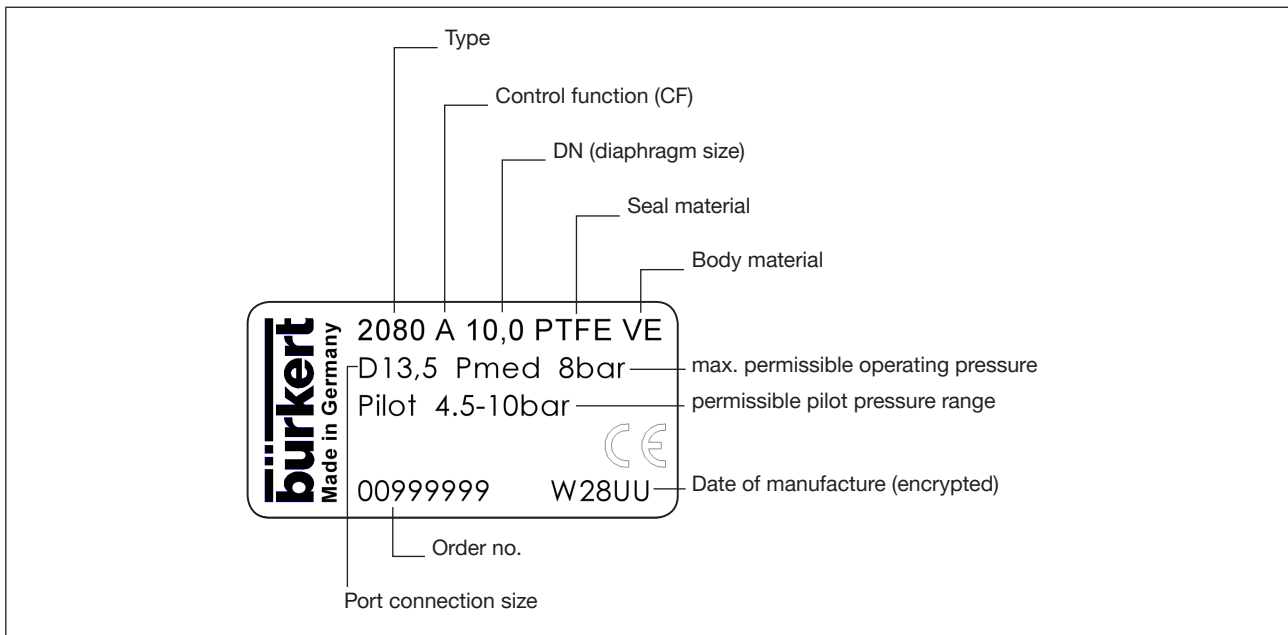 Type
Control function (CF)
DN (diaphragm size)
Seal material
Body material
bürkert
Made in Germany
2080 A 10,0 PTFE VE
D13,5 Pmed 8bar
max. permissible operating pressure
Pilot 4.5-10bar
permissible pilot pressure range
CE
00999999 W28UU
Date of manufacture (encrypted)
Order no.
Port connection size